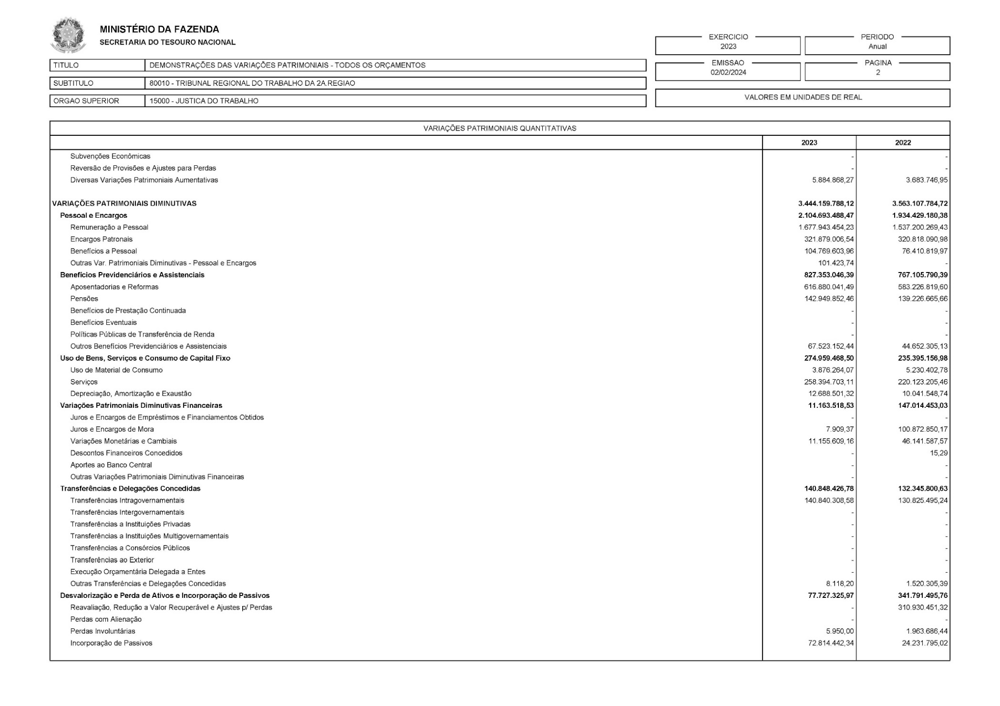 MINISTÉRIO DA FAZENDA
SECRETARIA DO TESOURO NACIONAL
EXERCICIO
2023
PERIODO
Anual
TITULO DEMONSTRAÇÕES DAS VARIAÇÕES PATRIMONIAIS - TODOS OS ORÇAMENTOS
EMISSAO
02/02/2024
PAGINA
2
SUBTITULO 80010 - TRIBUNAL REGIONAL DO TRABALHO DA 2A.REGIAO
ORGAO SUPERIOR 15000 - JUSTICA DO TRABALHO
VALORES EM UNIDADES DE REAL
VARIAÇÕES PATRIMONIAIS QUANTITATIVAS
2023 2022
Subvenções Econômicas - -
Reversão de Provisões e Ajustes para Perdas - -
Diversas Variações Patrimoniais Aumentativas 5.884.868,27 3.683.746,95
VARIAÇÕES PATRIMONIAIS DIMINUTIVAS 3.444.159.788,12 3.563.107.784,72
Pessoal e Encargos 2.104.693.488,47 1.934.429.180,38
Remuneração a Pessoal 1.677.943.454,23 1.537.200.269,43
Encargos Patronais 321.879.006,54 320.818.090,98
Benefícios a Pessoal 104.769.603,96 76.410.819,97
Outras Var. Patrimoniais Diminutivas - Pessoal e Encargos 101.423,74 -
Benefícios Previdenciários e Assistenciais 827.353.046,39 767.105.790,39
Aposentadorias e Reformas 616.880.041,49 583.226.819,60
Pensões 142.949.852,46 139.226.665,66
Benefícios de Prestação Continuada - -
Benefícios Eventuais - -
Políticas Públicas de Transferência de Renda - -
Outros Benefícios Previdenciários e Assistenciais 67.523.152,44 44.652.305,13
Uso de Bens, Serviços e Consumo de Capital Fixo 274.959.468,50 235.395.156,98
Uso de Material de Consumo 3.876.264,07 5.230.402,78
Serviços 258.394.703,11 220.123.205,46
Depreciação, Amortização e Exaustão 12.688.501,32 10.041.548,74
Variações Patrimoniais Diminutivas Financeiras 11.163.518,53 147.014.453,03
Juros e Encargos de Empréstimos e Financiamentos Obtidos - -
Juros e Encargos de Mora 7.909,37 100.872.850,17
Variações Monetárias e Cambiais 11.155.609,16 46.141.587,57
Descontos Financeiros Concedidos - 15,29
Aportes ao Banco Central - -
Outras Variações Patrimoniais Diminutivas Financeiras - -
Transferências e Delegações Concedidas 140.848.426,78 132.345.800,63
Transferências Intragovernamentais 140.840.308,58 130.825.495,24
Transferências Intergovernamentais - -
Transferências a Instituições Privadas - -
Transferências a Instituições Multigovernamentais - -
Transferências a Consórcios Públicos - -
Transferências ao Exterior - -
Execução Orçamentária Delegada a Entes - -
Outras Transferências e Delegações Concedidas 8.118,20 1.520.305,39
Desvalorização e Perda de Ativos e Incorporação de Passivos 77.727.325,97 341.791.495,76
Reavaliação, Redução a Valor Recuperável e Ajustes p/ Perdas - 310.930.451,32
Perdas com Alienação - -
Perdas Involuntárias 5.950,00 1.963.686,44
Incorporação de Passivos 72.814.442,34 24.231.795,02